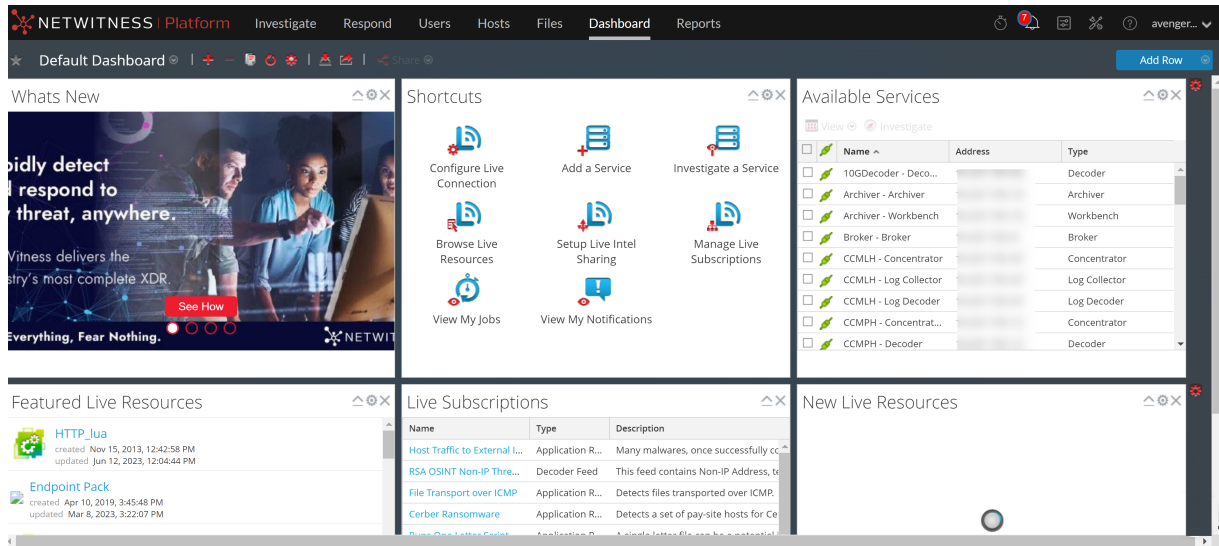 NETWITNESS Platform Investigate Respond Users Hosts Files Dashboard Reports 7 avenger...
Default Dashboard Share Add Row
Whats New
oidly detect
d respond to
threat, anywhere.
Witness delivers the
stry's most complete XDR.
See How
Everything, Fear Nothing. NETWIT
Shortcuts
Configure Live
Connection
Add a Service
Investigate a Service
Browse Live
Resources
Setup Live Intel
Sharing
Manage Live
Subscriptions
View My Jobs
View My Notifications
Available Services
View Investigate
Name Address Type
10GDecoder - Deco... Decoder
Archiver - Archiver Archiver
Archiver - Workbench Workbench
Broker - Broker Broker
CCMLH - Concentrator Concentrator
CCMLH - Log Collector Log Collector
CCMLH - Log Decoder Log Decoder
CCMPH - Concentrat... Concentrator
CCMPH - Decoder Decoder
Featured Live Resources
HTTP_lua
created Nov 15, 2013, 12:42:58 PM
updated Jun 12, 2023, 12:04:44 PM
Endpoint Pack
created Apr 10, 2019, 3:45:48 PM
updated Mar 8, 2023, 3:22:07 PM
Live Subscriptions
Name Type Description
Host Traffic to External I... Application R... Many malwares, once successfully cc
RSA OSINT Non-IP Thre... Decoder Feed This feed contains Non-IP Address, te
File Transport over ICMP Application R... Detects files transported over ICMP.
Cerber Ransomware Application R... Detects a set of pay-site hosts for Ce
New Live Resources